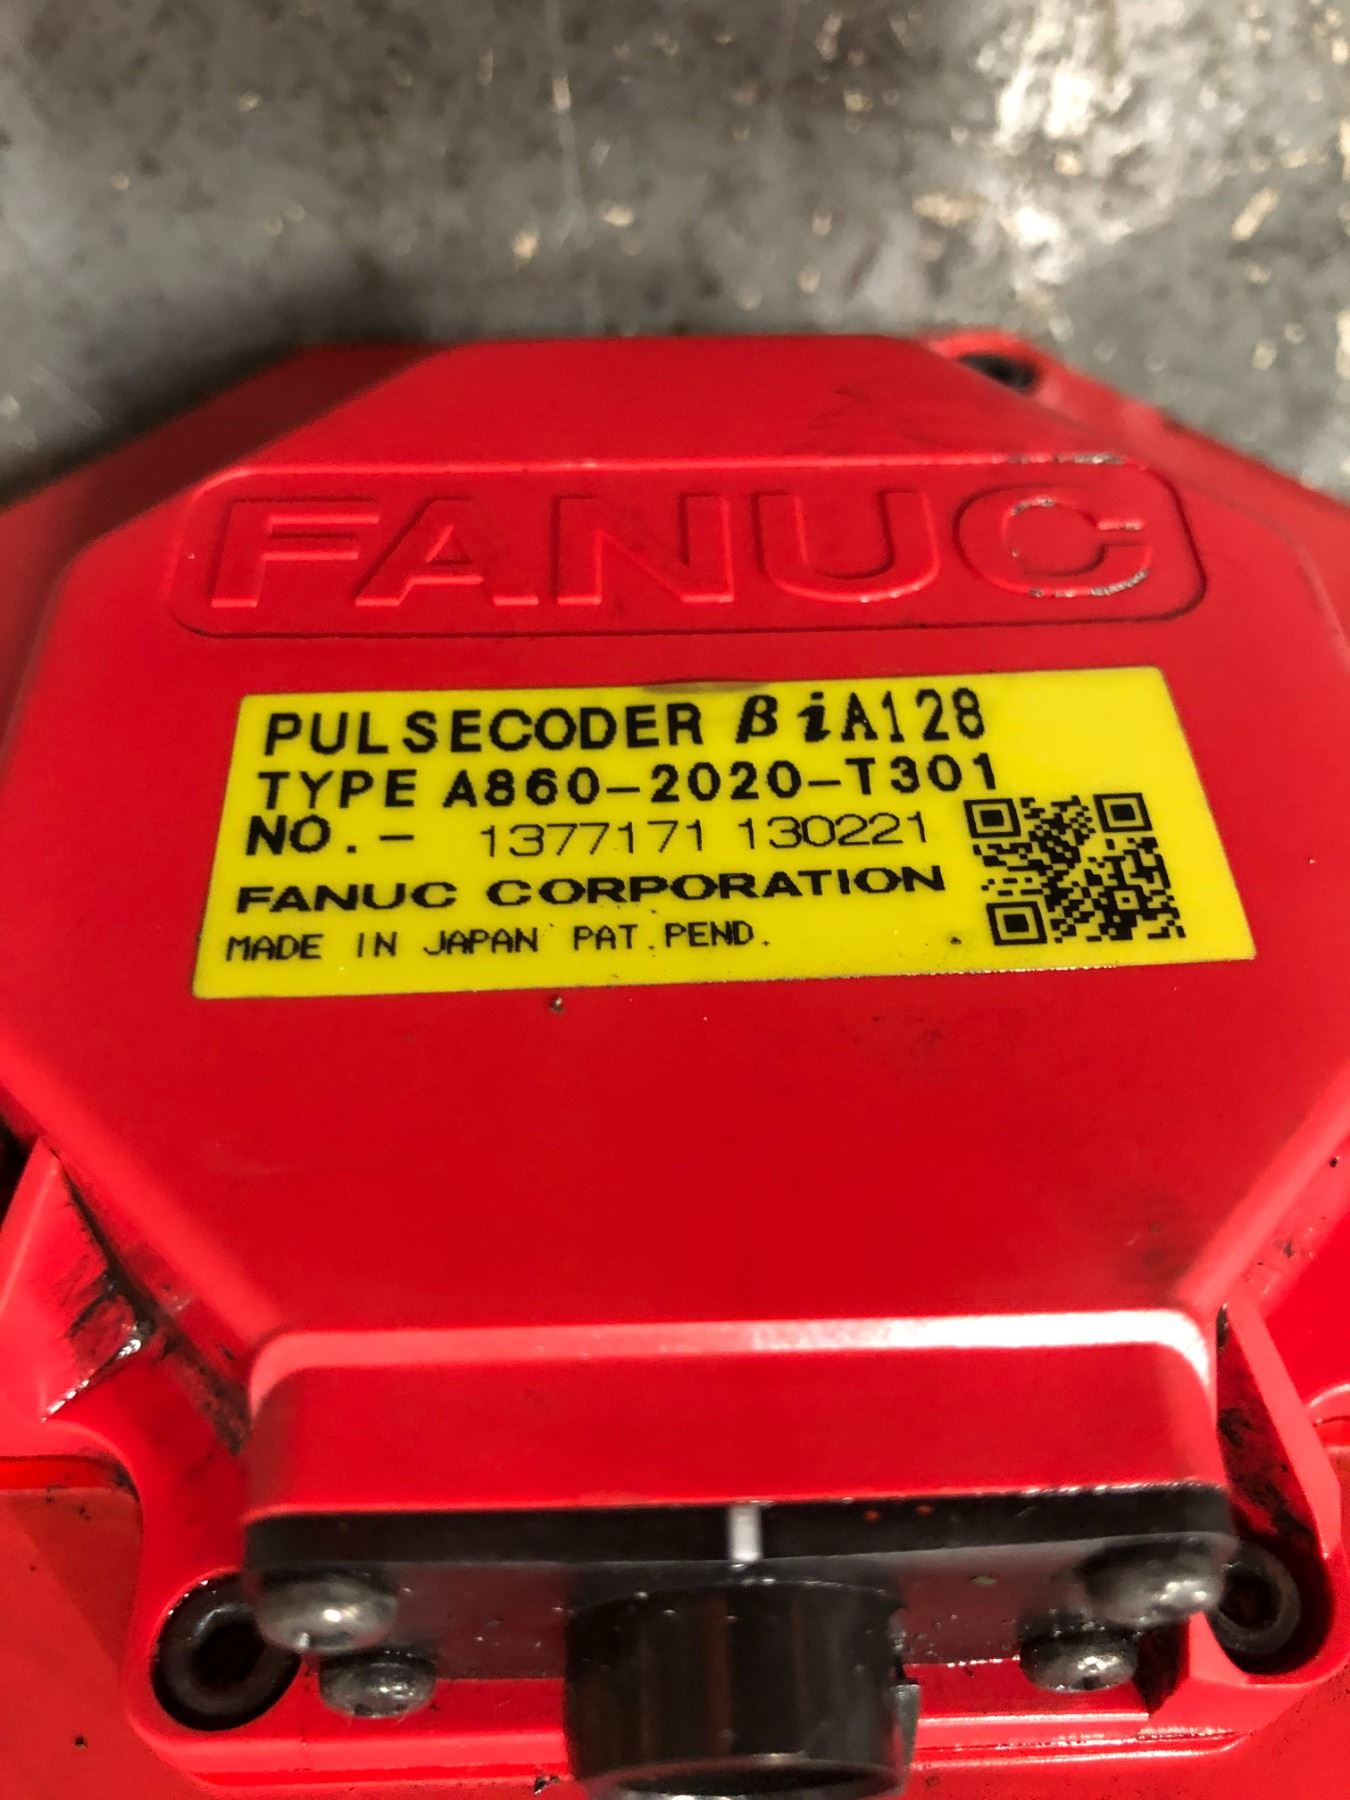 FANUC
PULSECODER βiA128
TYPE A860-2020-T301
NO.- 1377171 130221
FANUC CORPORATION
MADE IN JAPAN PAT.PEND.